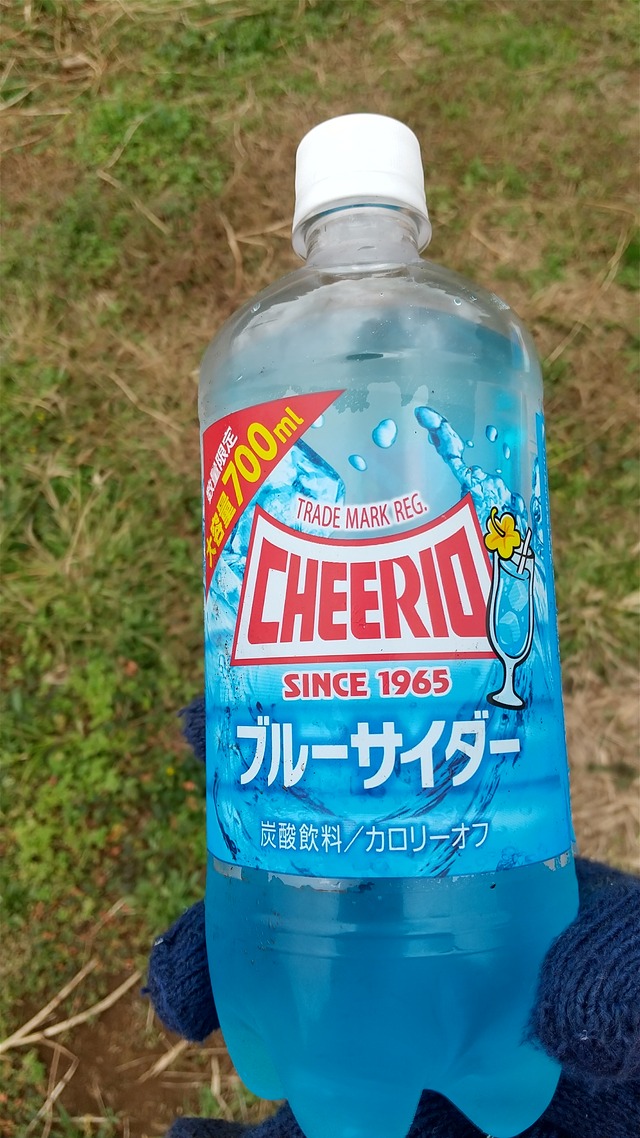 数量限定
大容量700ml
TRADE MARK REG.
CHEERIO
SINCE 1965
ブルーサイダー
炭酸飲料／カロリーオフ